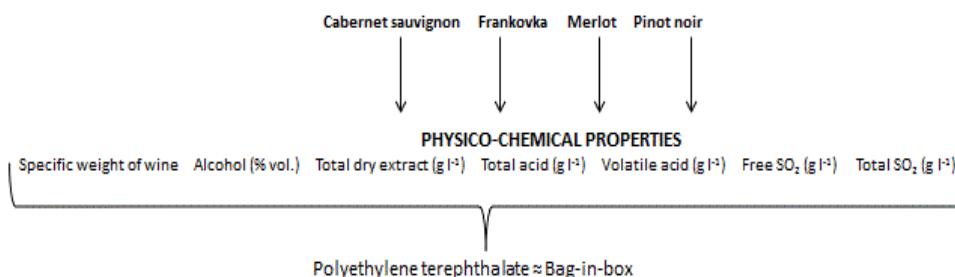 Cabernet sauvignon Frankovka Merlot Pinot noir
PHYSICO-CHEMICAL PROPERTIES
Specific weight of wine Alcohol (% vol.) Total dry extract (g l⁻¹) Total acid (g l⁻¹) Volatile acid (g l⁻¹) Free SO₂ (g l⁻¹) Total SO₂ (g l⁻¹)
Polyethylene terephthalate ≈ Bag-in-box